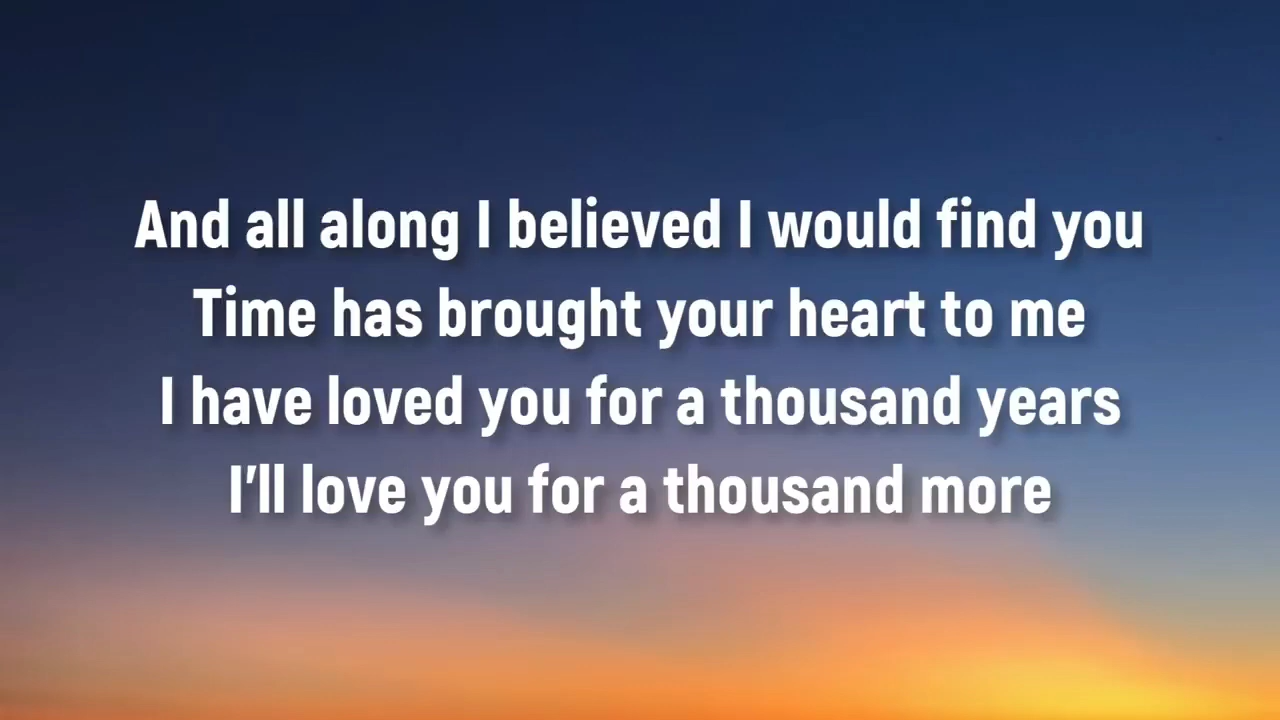 And all along I believed I would find you
Time has brought your heart to me
I have loved you for a thousand years
I'll love you for a thousand more